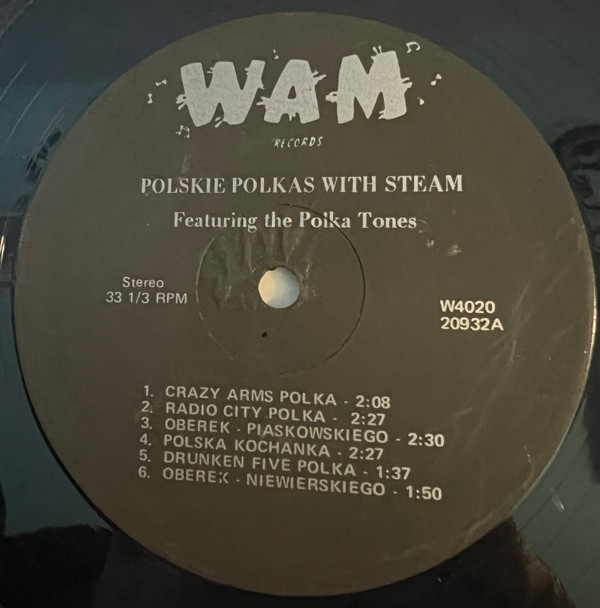 WAM
RECORDS
POLSKIE POLKAS WITH STEAM
Featuring the Polka Tones
Stereo
33 1/3 RPM
W4020
20932A
1. CRAZY ARMS POLKA - 2:08
2. RADIO CITY POLKA - 2:27
3. OBEREK - PIASKOWSKIEGO - 2:30
4. POLSKA KOCHANKA - 2:27
5. DRUNKEN FIVE POLKA - 1:37
6. OBEREK - NIEWIERSKIEGO - 1:50